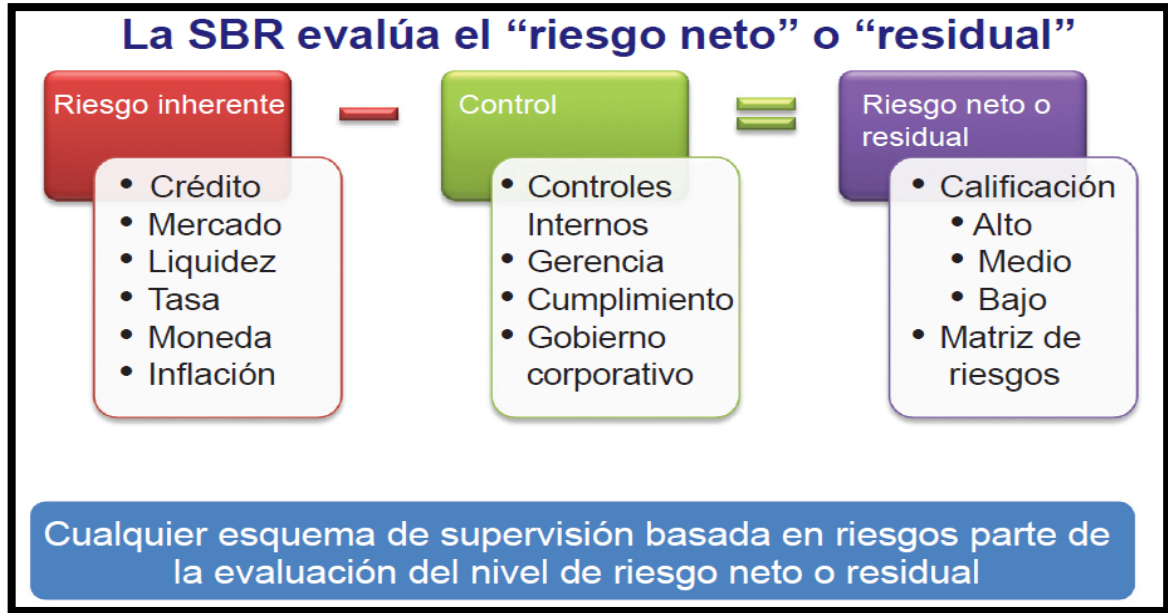 La SBR evalúa el “riesgo neto” o “residual”
Riesgo inherente
• Crédito
• Mercado
• Liquidez
• Tasa
• Moneda
• Inflación
Control
• Controles
Internos
• Gerencia
• Cumplimiento
• Gobierno
corporativo
Riesgo neto o
residual
• Calificación
• Alto
• Medio
• Bajo
• Matriz de
riesgos
Cualquier esquema de supervisión basada en riesgos parte de
la evaluación del nivel de riesgo neto o residual